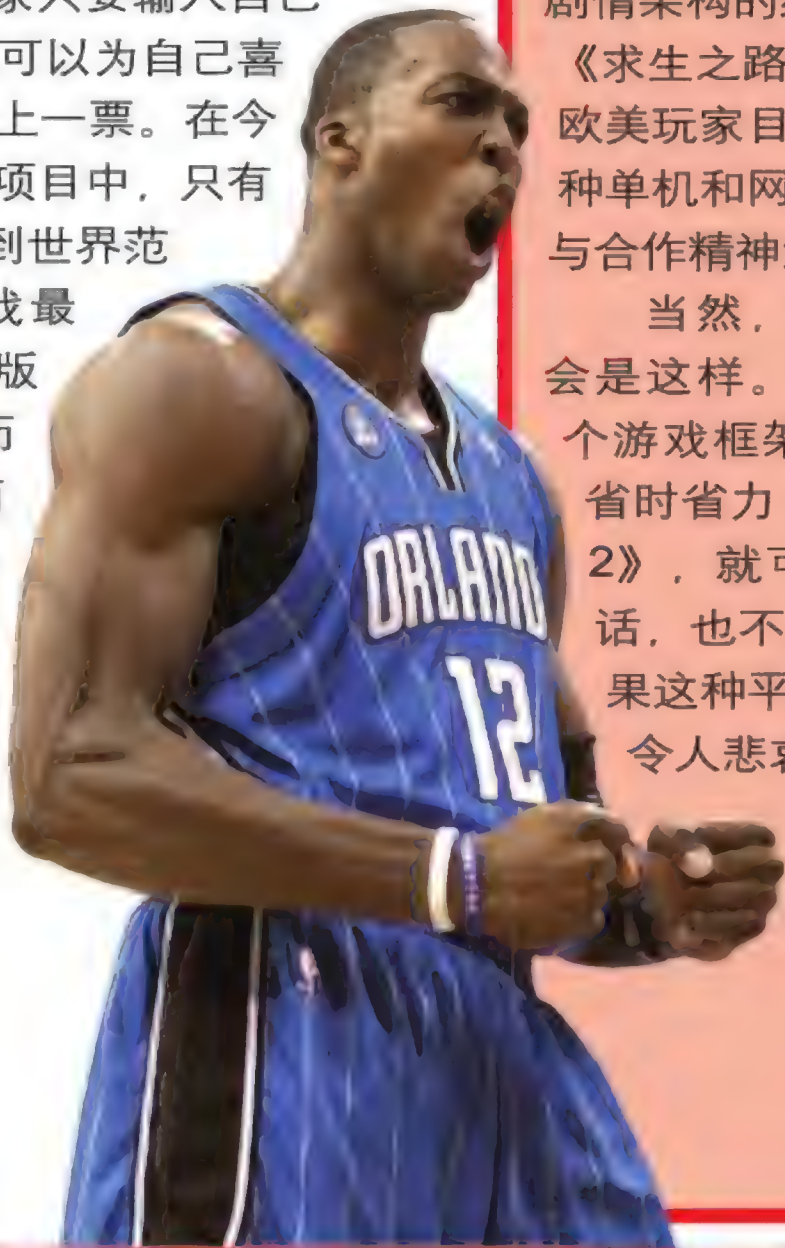 家只要输入自己
可以为自己喜
上一票。在今
项目中，只有
到世界范
戏最
版
ORLANDO
12
剧情架构的
《求生之路
欧美玩家目
种单机和网
与合作精神
当然，
会是这样。
个游戏框架
省时省力
2》，就可
话，也不
果这种平
令人悲哀